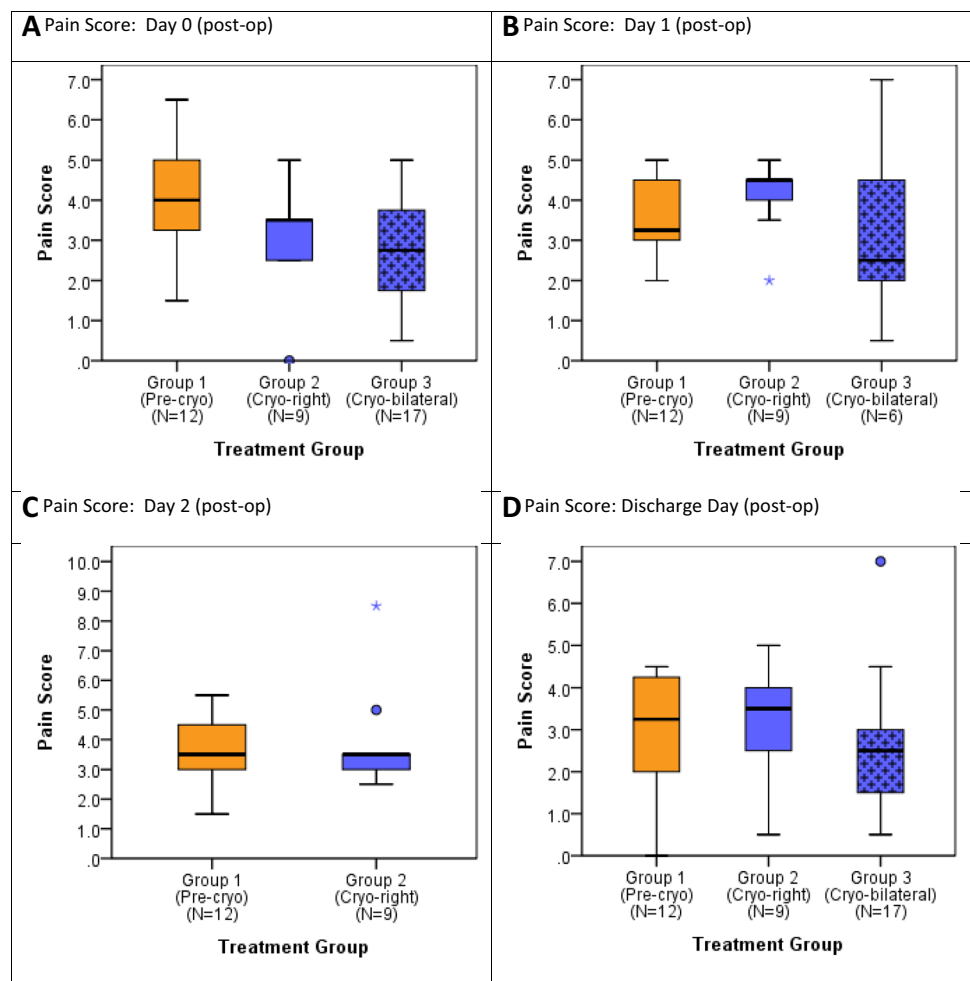 A Pain Score: Day 0 (post-op)
7.0
6.0
5.0
4.0
3.0
2.0
1.0
.0
Pain Score
Group 1
(Pre-cryo)
(N=12)
Group 2
(Cryo-right)
(N=9)
Group 3
(Cryo-bilateral)
(N=17)
Treatment Group
B Pain Score: Day 1 (post-op)
7.0
6.0
5.0
4.0
3.0
2.0
1.0
.0
Pain Score
Group 1
(Pre-cryo)
(N=12)
Group 2
(Cryo-right)
(N=9)
Group 3
(Cryo-bilateral)
(N=6)
Treatment Group
C Pain Score: Day 2 (post-op)
10.0
9.0
8.0
7.0
6.0
5.0
4.0
3.0
2.0
1.0
.0
Pain Score
Group 1
(Pre-cryo)
(N=12)
Group 2
(Cryo-right)
(N=9)
Treatment Group
D Pain Score: Discharge Day (post-op)
7.0
6.0
5.0
4.0
3.0
2.0
1.0
.0
Pain Score
Group 1
(Pre-cryo)
(N=12)
Group 2
(Cryo-right)
(N=9)
Group 3
(Cryo-bilateral)
(N=17)
Treatment Group